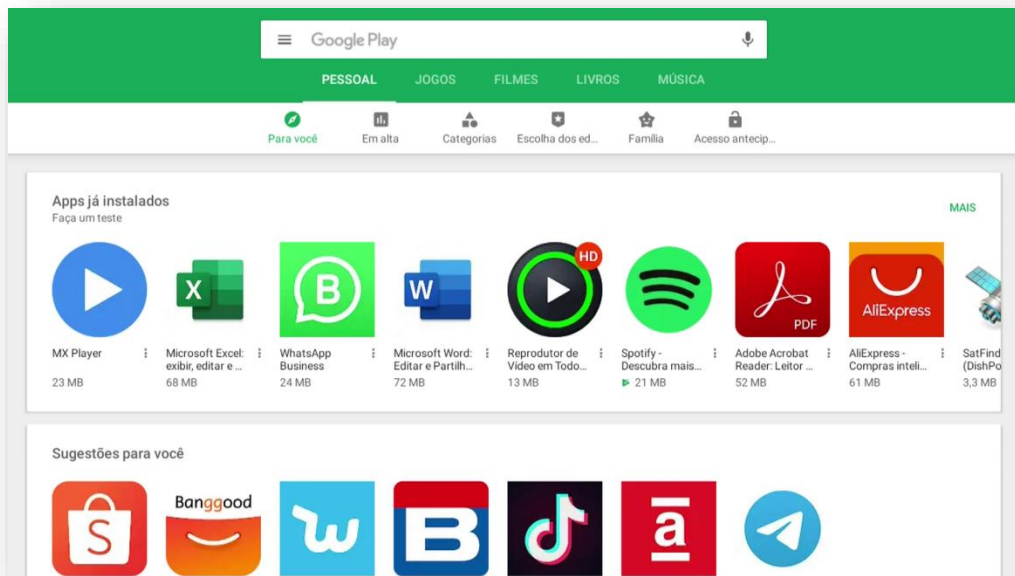 Google Play
PESSOAL JOGOS FILMES LIVROS MÚSICA
Para você Em alta Categorias Escolha dos ed... Família Acesso antecip...
Apps já instalados
Faça um teste
MAIS
X
B
W
HD
PDF
AliExpress
MX Player
23 MB
Microsoft Excel:
exibir, editar e ...
68 MB
WhatsApp
Business
24 MB
Microsoft Word:
Editar e Partilh...
72 MB
Reprodutor de
Vídeo em Todo...
13 MB
Spotify -
Descubra mais...
21 MB
Adobe Acrobat
Reader: Leitor ...
52 MB
AliExpress -
Compras inteli...
61 MB
SatFind
(DishPo
3,3 MB
Sugestões para você
S
Banggood
w
B
a